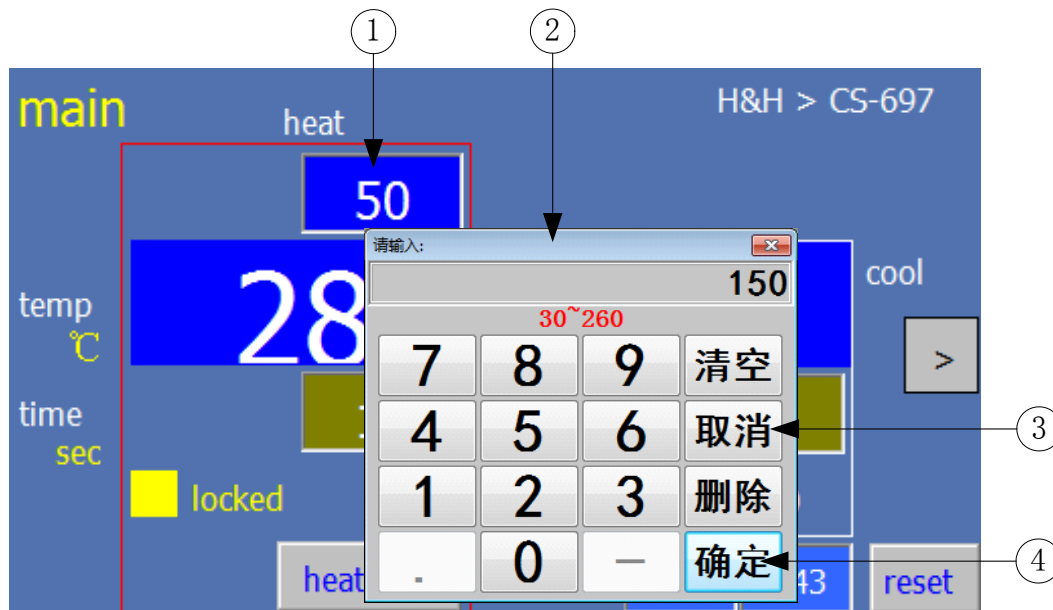 1
2
main
H&H > CS-697
heat
50
请输入:
150
cool
temp
28
30~260
℃
7 8 9 清空
>
time
4 5 6 取消
3
sec
locked
1 2 3 删除
. 0 — 确定
4
heat
43
reset